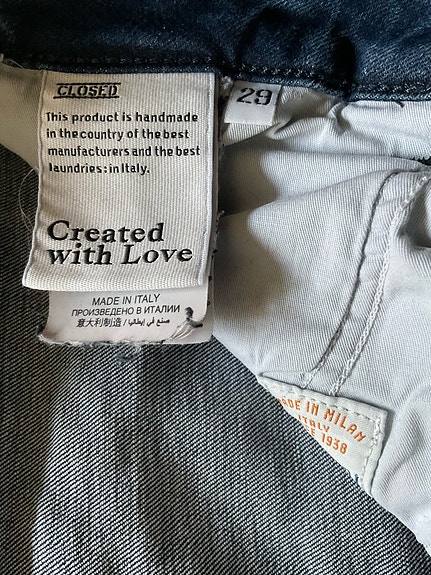 CLOSED
29
This product is handmade
in the country of the best
manufacturers and the best
laundries: in Italy.
Created
with Love
MADE IN ITALY
ПРОИЗВЕДЕНО В ИТАЛИИ
意大利制造 / صنع في إيطاليا
MADE IN MILAN
ITALY
1938